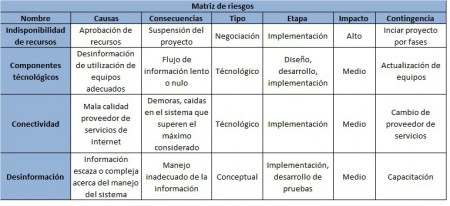 Matriz de riesgos
Nombre Causas Consecuencias Tipo Etapa Impacto Contingencia
Indisponibilidad de recursos Aprobación de recursos Suspensión del proyecto Negociación Implementación Alto Inciar proyecto por fases
Componentes técnológicos Desinformación de utilización de equipos adecuados Flujo de información lento o nulo Técnológico Diseño, desarrollo, implementación Medio Actualización de equipos
Conectividad Mala calidad proveedor de servicios de internet Demoras, caidas en el sistema que superen el máximo considerado Técnológico Implementación Medio Cambio de proveedor de servicios
Desinformación Información escaza o compleja acerca del manejo del sistema Manejo inadecuado de la información Conceptual Implementación, desarrollo de pruebas Medio Capacitación